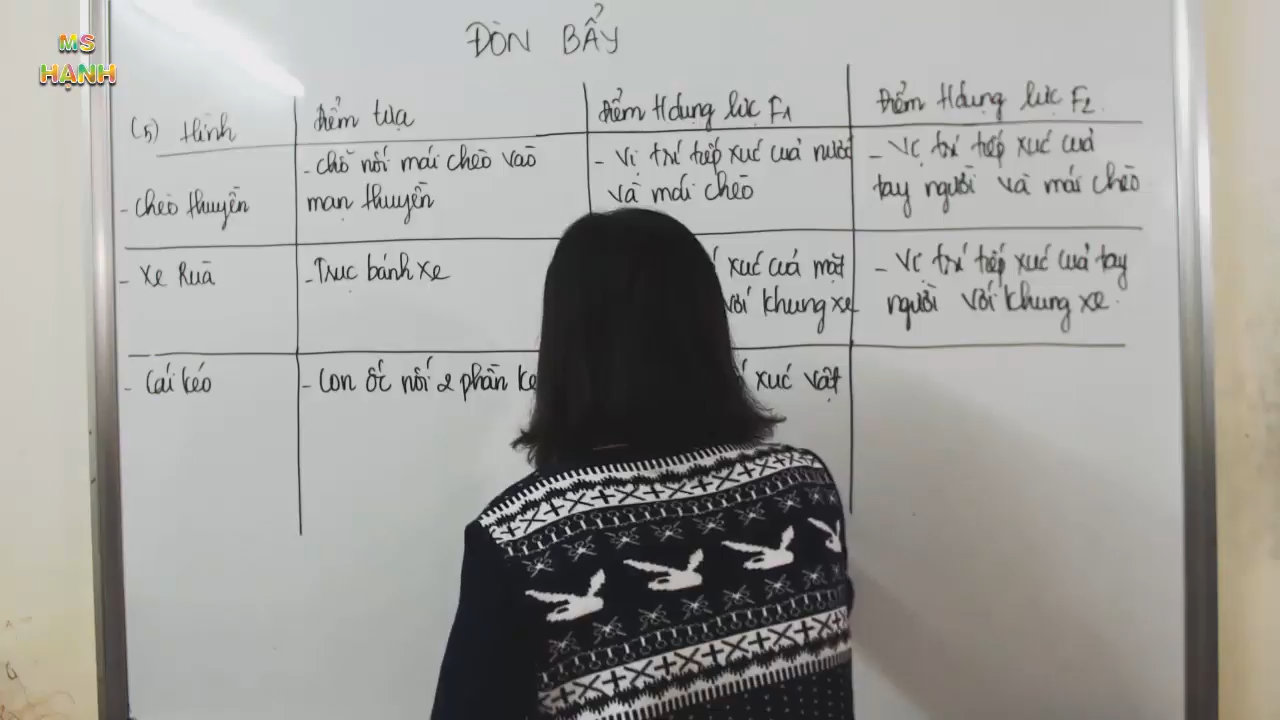 MS
HẠNH
ĐÒN BẨY
(5) Hình
Điểm tựa
Điểm t/dụng lực F1
Điểm t/dụng lực F2.
- chèo thuyền
- chỗ nối mái chèo vào
mạn thuyền
- Vị trí tiếp xúc của nước
và mái chèo
- Vị trí tiếp xúc của
tay người và mái chèo
- Xe Rùa
- Trục bánh xe
xúc của mặt
với khung xe
- Vị trí tiếp xúc của tay
người với khung xe.
- Cái kéo
- Con ốc nối 2 phần
xúc vật